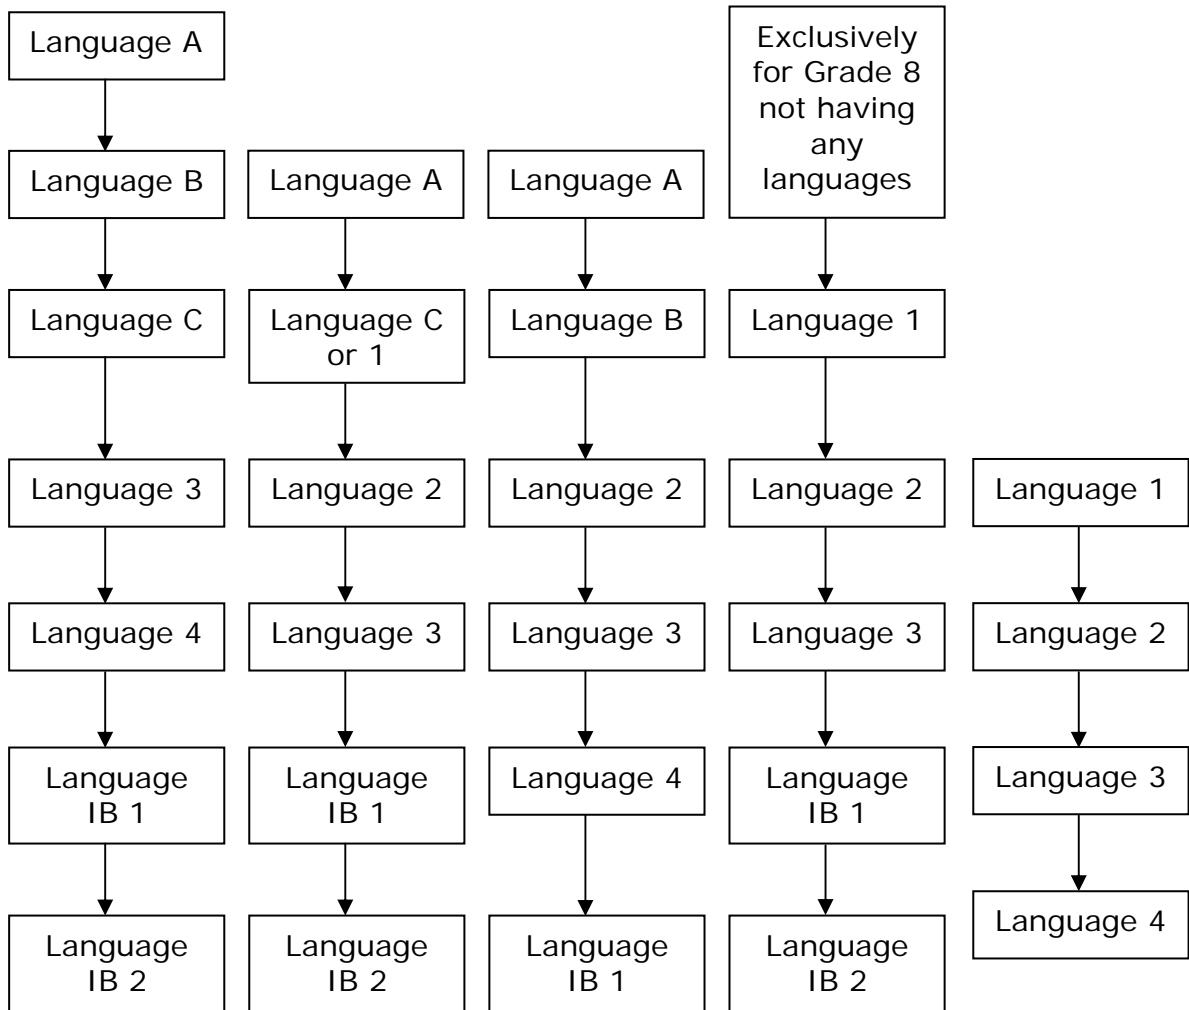 Language A
Language B
Language C
Language 3
Language 4
Language
IB 1
Language
IB 2
Language A
Language C
or 1
Language 2
Language 3
Language
IB 1
Language
IB 2
Language A
Language B
Language 2
Language 3
Language 4
Language
IB 1
Exclusively
for Grade 8
not having
any
languages
Language 1
Language 2
Language 3
Language
IB 1
Language
IB 2
Language 1
Language 2
Language 3
Language 4